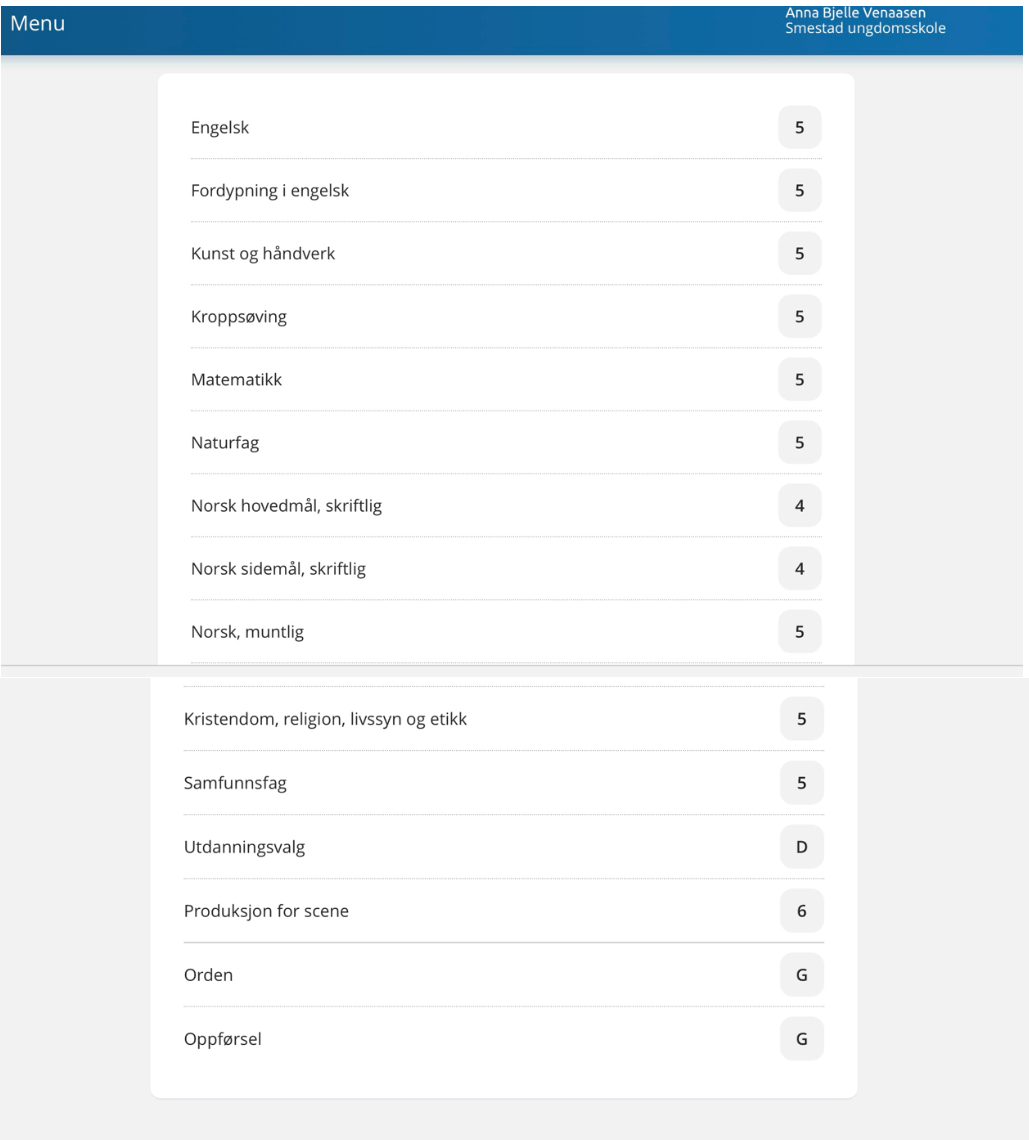 Menu
Anna Bjelle Venaasen
Smestad ungdomsskole
Engelsk 5
Fordypning i engelsk 5
Kunst og håndverk 5
Kroppsøving 5
Matematikk 5
Naturfag 5
Norsk hovedmål, skriftlig 4
Norsk sidemål, skriftlig 4
Norsk, muntlig 5
Kristendom, religion, livssyn og etikk 5
Samfunnsfag 5
Utdanningsvalg D
Produksjon for scene 6
Orden G
Oppførsel G